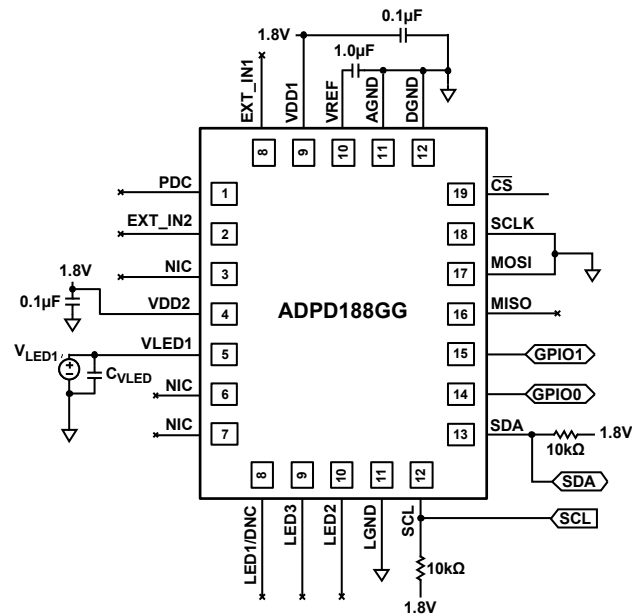 0.1µF
1.8V
1.0µF
EXT_IN1
VDD1
VREF
AGND
DGND
8
9
10
11
12
PDC
1
19
CS
EXT_IN2
2
18
SCLK
NIC
3
17
MOSI
1.8V
0.1µF
VDD2
4
ADPD188GG
16
MISO
VLED1
5
15
GPIO1
VLED1
CVLED
NIC
6
14
GPIO0
NIC
7
13
SDA
10kΩ
1.8V
SDA
8
9
10
11
12
LED1/DNC
LED3
LED2
LGND
SCL
SCL
10kΩ
1.8V